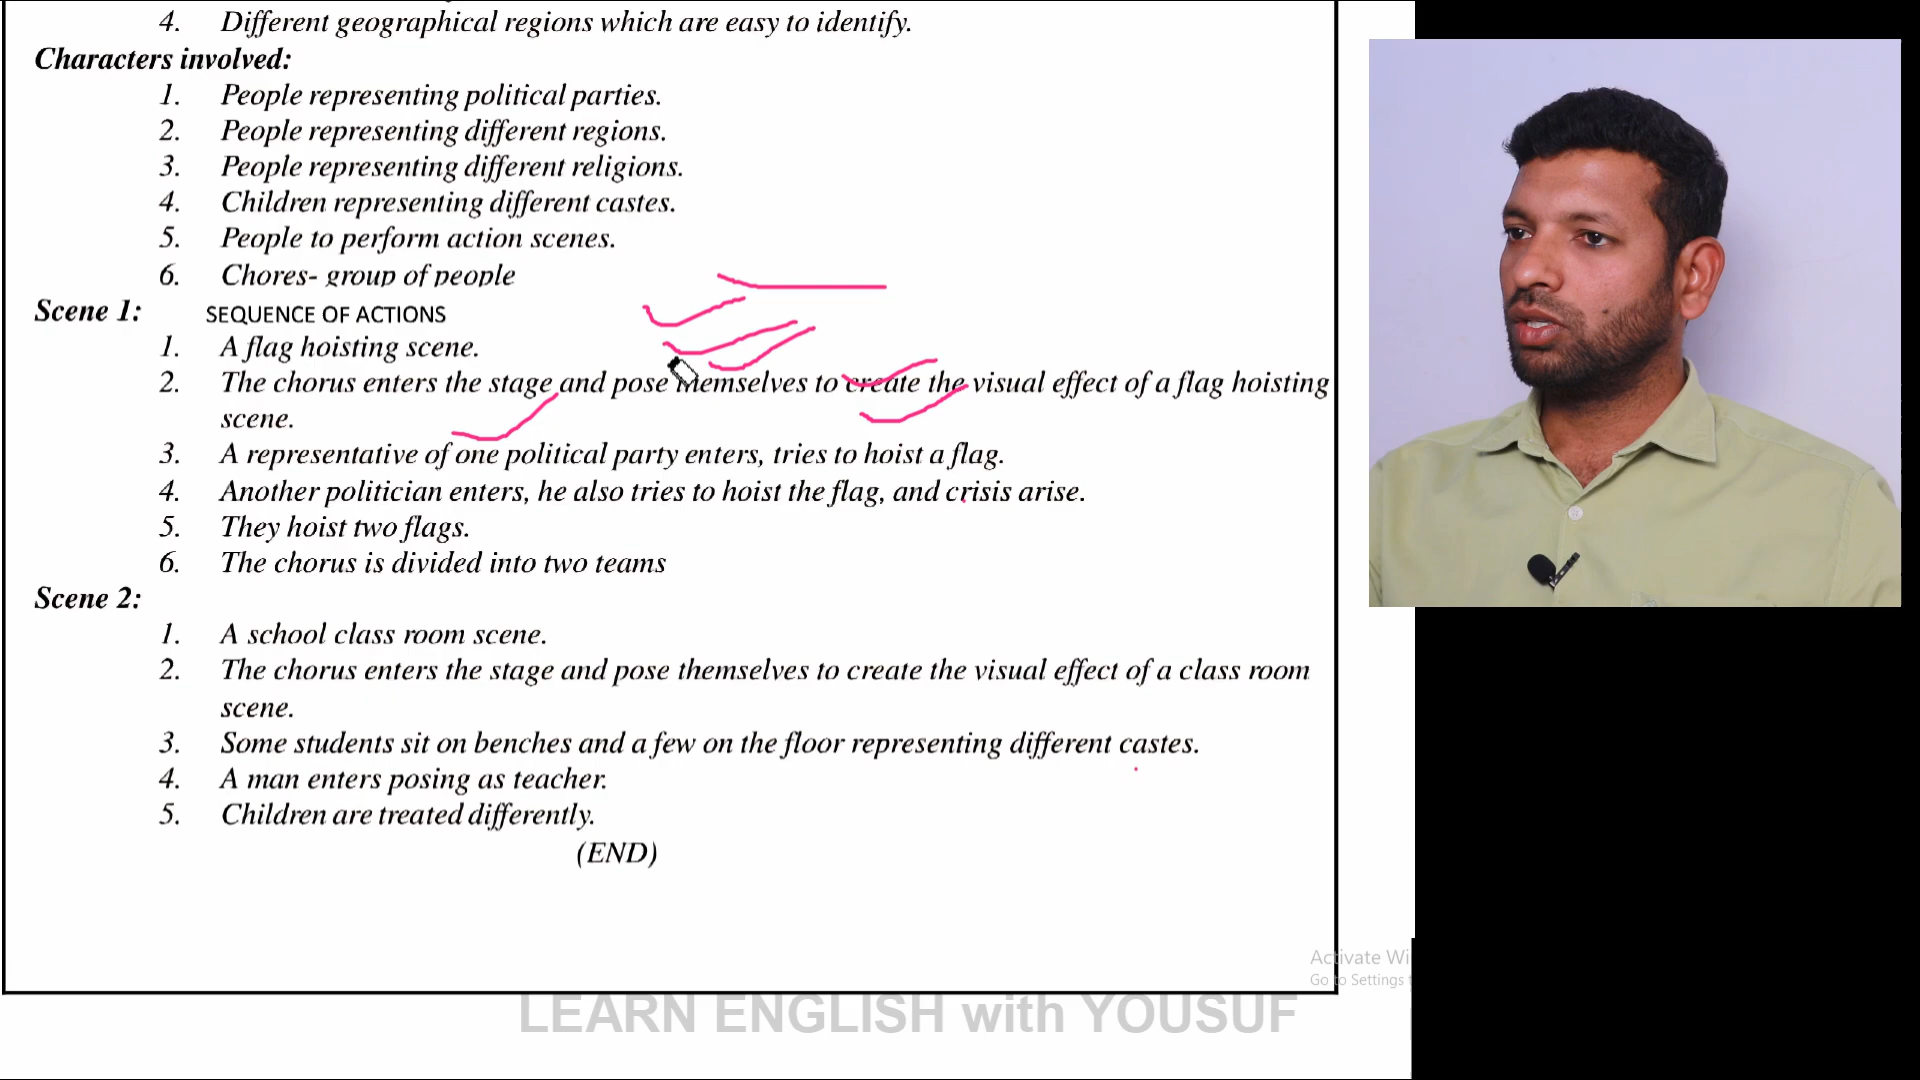 4. Different geographical regions which are easy to identify.
Characters involved:
1. People representing political parties.
2. People representing different regions.
3. People representing different religions.
4. Children representing different castes.
5. People to perform action scenes.
6. Chores- group of people
Scene 1: SEQUENCE OF ACTIONS
1. A flag hoisting scene.
2. The chorus enters the stage and pose themselves to create the visual effect of a flag hoisting
scene.
3. A representative of one political party enters, tries to hoist a flag.
4. Another politician enters, he also tries to hoist the flag, and crisis arise.
5. They hoist two flags.
6. The chorus is divided into two teams
Scene 2:
1. A school class room scene.
2. The chorus enters the stage and pose themselves to create the visual effect of a class room
scene.
3. Some students sit on benches and a few on the floor representing different castes.
4. A man enters posing as teacher.
5. Children are treated differently.
(END)
Activate Wi
Go to Settings
LEARN ENGLISH with YOUSUF